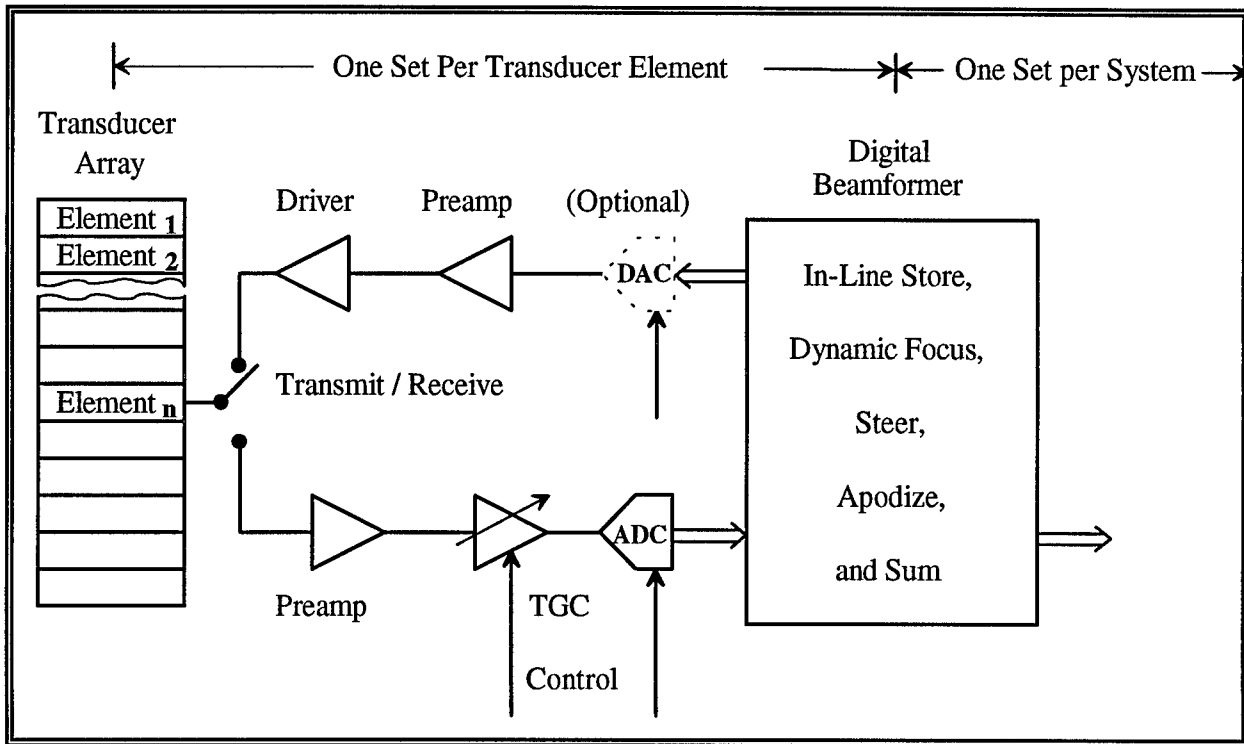 One Set Per Transducer Element
One Set per System
Transducer
Array
Digital
Beamformer
Driver
Preamp
(Optional)
Element 1
Element 2
DAC
In-Line Store,
Dynamic Focus,
Transmit / Receive
Element n
Steer,
Apodize,
ADC
and Sum
Preamp
TGC
Control